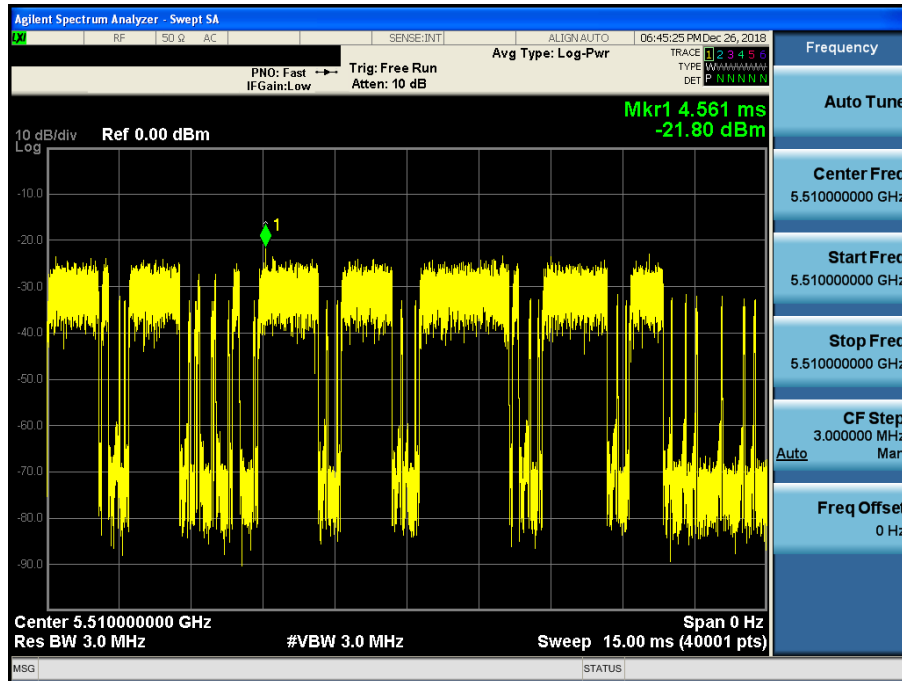 Agilent Spectrum Analyzer - Swept SA
LXI RF 50 Ω AC SENSE:INT ALIGN AUTO 06:45:25 PM Dec 26, 2018
Frequency
PNO: Fast
IFGain:Low
Trig: Free Run
Atten: 10 dB
Avg Type: Log-Pwr
TRACE 1 2 3 4 5 6
TYPE WWWWWW
DET P N N N N N
Mkr1 4.561 ms
-21.80 dBm
10 dB/div Ref 0.00 dBm
Log
1
-10.0
-20.0
-30.0
-40.0
-50.0
-60.0
-70.0
-80.0
-90.0
Center 5.510000000 GHz Span 0 Hz
Res BW 3.0 MHz #VBW 3.0 MHz Sweep 15.00 ms (40001 pts)
MSG STATUS
Auto Tune
Center Freq
5.510000000 GHz
Start Freq
5.510000000 GHz
Stop Freq
5.510000000 GHz
CF Step
3.000000 MHz
Auto Man
Freq Offset
0 Hz